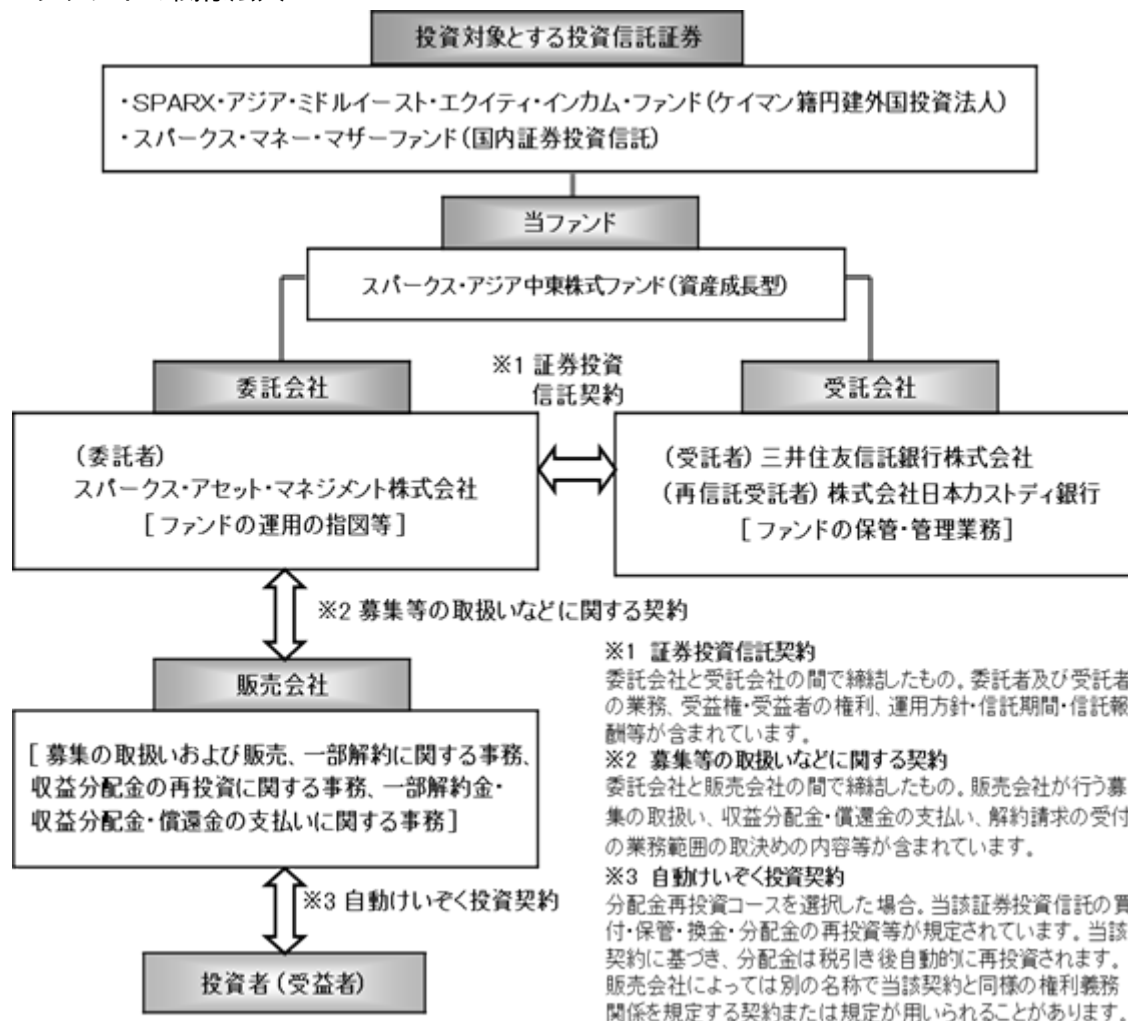 投資対象とする投資信託証券
・SPARX・アジア・ミドルイースト・エクイティ・インカム・ファンド(ケイマン籍円建外国投資法人)
・スパークス・マネー・マザーファンド(国内証券投資信託)
当ファンド
スパークス・アジア中東株式ファンド(資産成長型)
※1 証券投資
信託契約
委託会社
(委託者)
スパークス・アセット・マネジメント株式会社
[ファンドの運用の指図等]
受託会社
(受託者) 三井住友信託銀行株式会社
(再信託受託者) 株式会社日本カストディ銀行
[ファンドの保管・管理業務]
※2 募集等の取扱いなどに関する契約
販売会社
[ 募集の取扱いおよび販売、一部解約に関する事務、
収益分配金の再投資に関する事務、一部解約金・
収益分配金・償還金の支払いに関する事務]
※3 自動けいぞく投資契約
投資者(受益者)
※1 証券投資信託契約
委託会社と受託会社の間で締結したもの。委託者及び受託者
の業務、受益権・受益者の権利、運用方針・信託期間・信託報
酬等が含まれています。
※2 募集等の取扱いなどに関する契約
委託会社と販売会社の間で締結したもの。販売会社が行う募
集の取扱い、収益分配金・償還金の支払い、解約請求の受付
の業務範囲の取決めの内容等が含まれています。
※3 自動けいぞく投資契約
分配金再投資コースを選択した場合。当該証券投資信託の買
付・保管・換金・分配金の再投資等が規定されています。当該
契約に基づき、分配金は税引き後自動的に再投資されます。
販売会社によっては別の名称で当該契約と同様の権利義務
関係を規定する契約または規定が用いられることがあります。